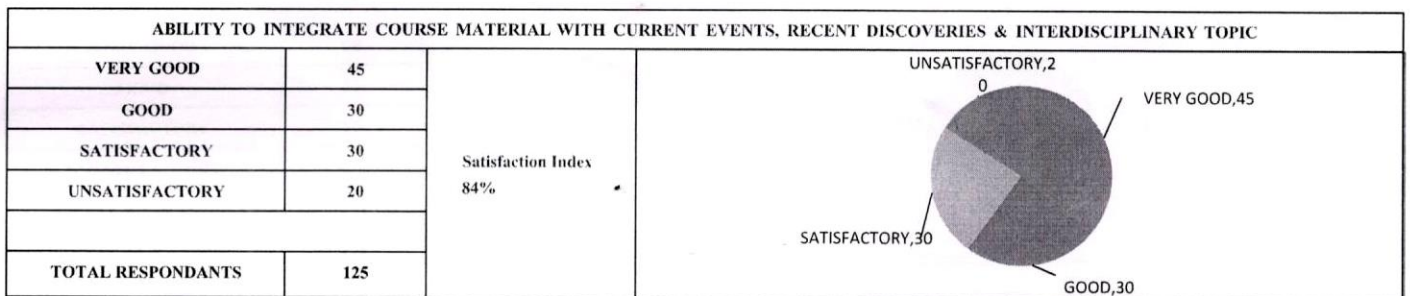 ABILITY TO INTEGRATE COURSE MATERIAL WITH CURRENT EVENTS, RECENT DISCOVERIES & INTERDISCIPLINARY TOPIC
VERY GOOD 45
GOOD 30
SATISFACTORY 30
UNSATISFACTORY 20
TOTAL RESPONDANTS 125
Satisfaction Index
84%
UNSATISFACTORY,2
0
VERY GOOD,45
SATISFACTORY,30
GOOD,30